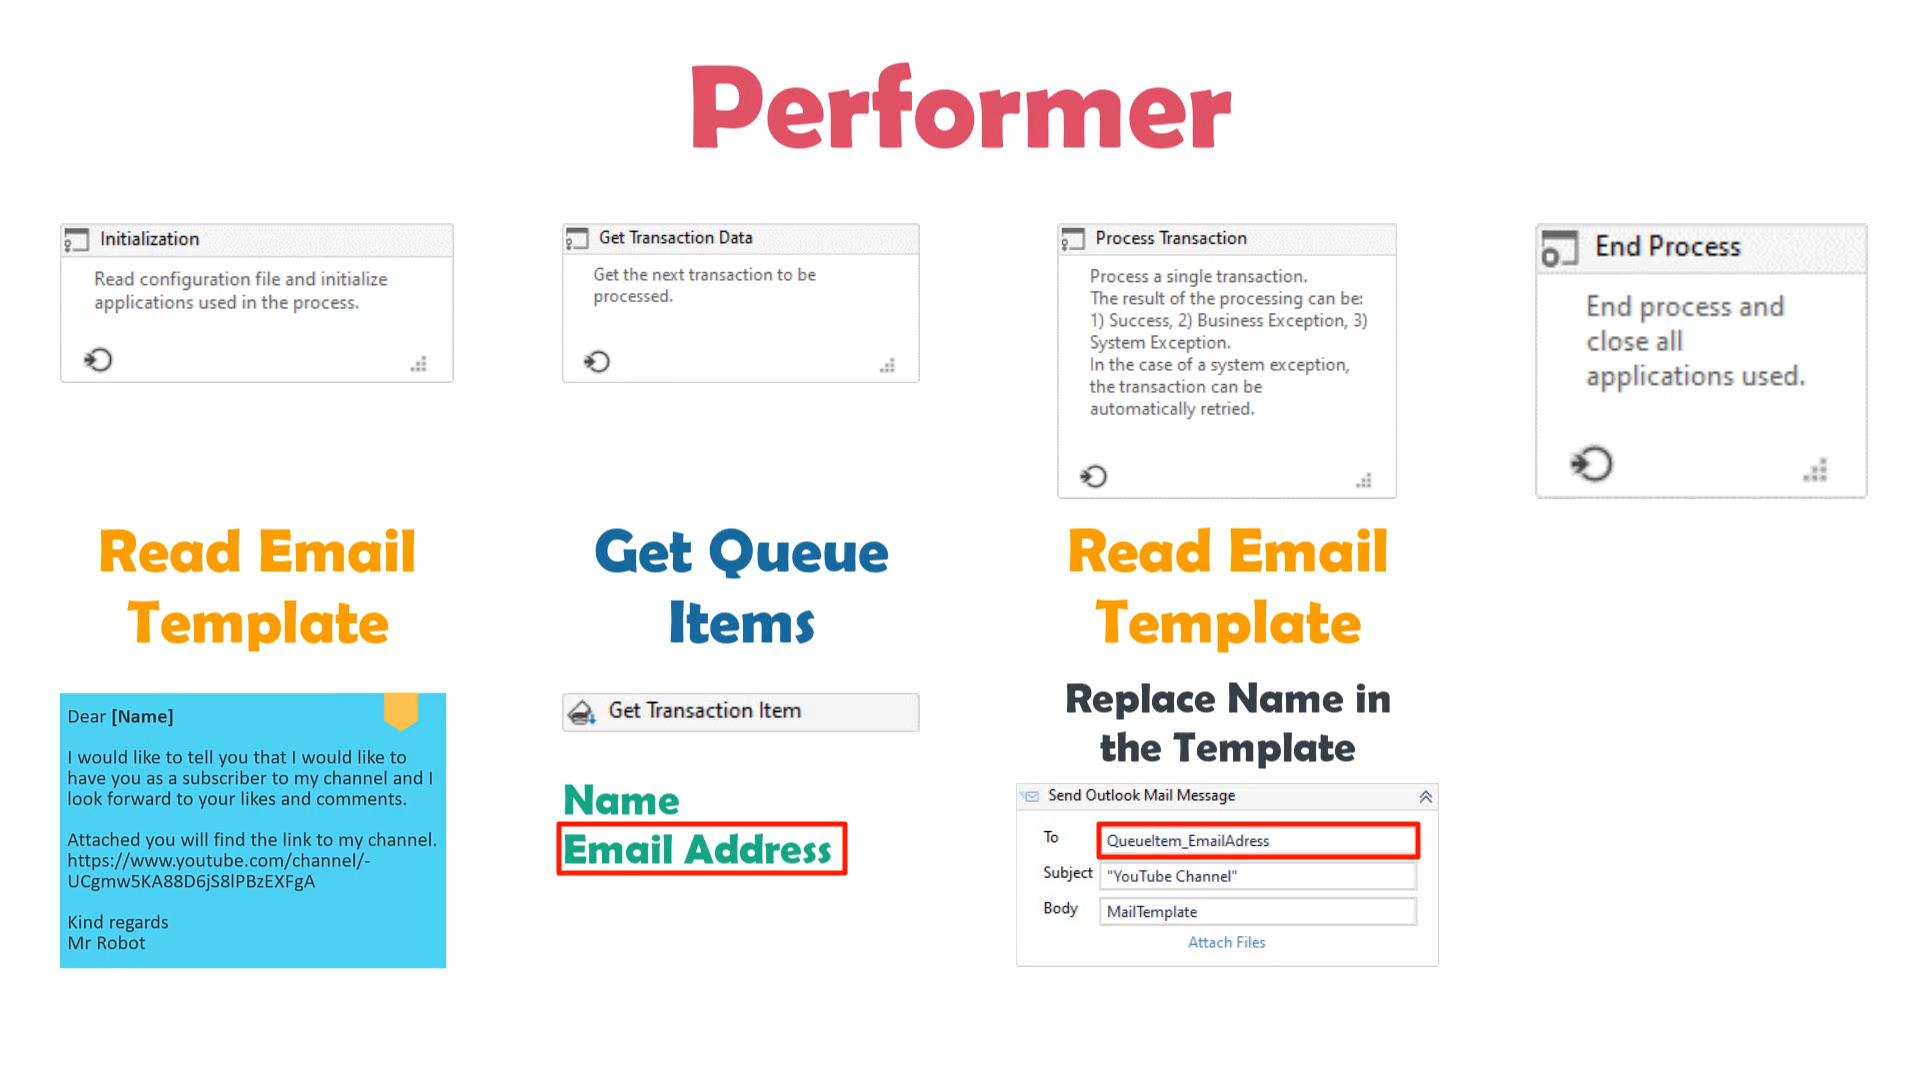 Performer
Initialization
Read configuration file and initialize
applications used in the process.
Get Transaction Data
Get the next transaction to be
processed.
Process Transaction
Process a single transaction.
The result of the processing can be:
1) Success, 2) Business Exception, 3)
System Exception.
In the case of a system exception,
the transaction can be
automatically retried.
End Process
End process and
close all
applications used.
Read Email
Template
Get Queue
Items
Read Email
Template
Dear [Name]
I would like to tell you that I would like to
have you as a subscriber to my channel and I
look forward to your likes and comments.
Attached you will find the link to my channel.
https://www.youtube.com/channel/-
UCgmw5KA88D6jS8lPBzEXFgA
Kind regards
Mr Robot
Get Transaction Item
Name
Email Address
Replace Name in
the Template
Send Outlook Mail Message
To
QueueItem_EmailAdress
Subject
"YouTube Channel"
Body
MailTemplate
Attach Files